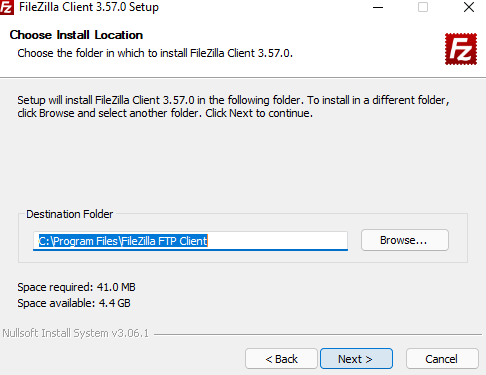 FileZilla Client 3.57.0 Setup
Choose Install Location
Choose the folder in which to install FileZilla Client 3.57.0.
Setup will install FileZilla Client 3.57.0 in the following folder. To install in a different folder,
click Browse and select another folder. Click Next to continue.
Destination Folder
C:\Program Files\FileZilla FTP Client
Browse...
Space required: 41.0 MB
Space available: 4.4 GB
Nullsoft Install System v3.06.1
< Back
Next >
Cancel